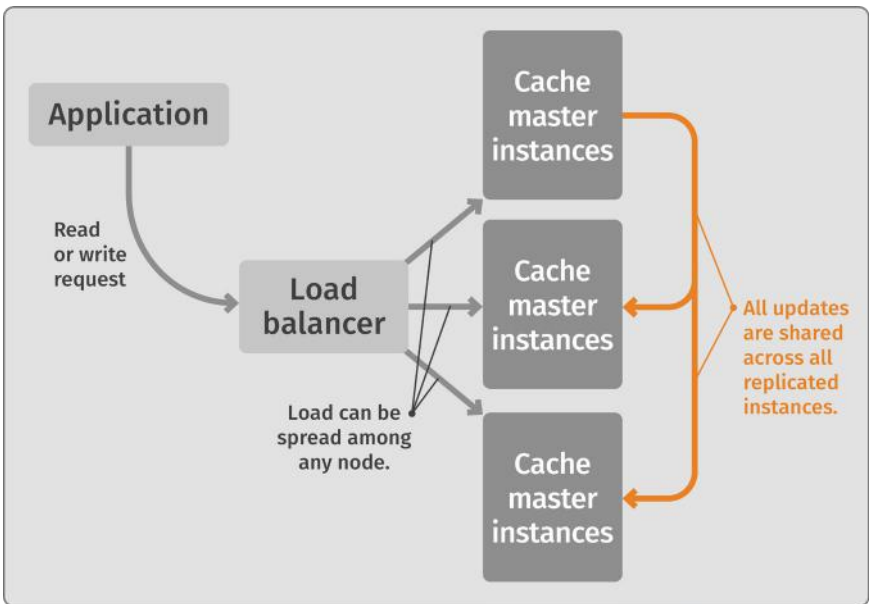 Application
Read
or write
request
Load
balancer
Load can be
spread among
any node.
Cache
master
instances
Cache
master
instances
Cache
master
instances
All updates
are shared
across all
replicated
instances.